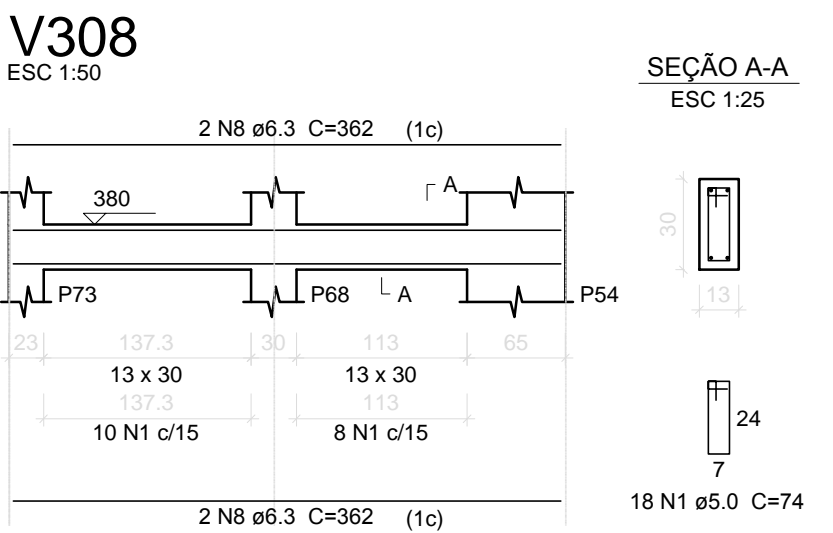 V308
ESC 1:50
SEÇÃO A-A
ESC 1:25
2 N8 ø6.3 C=362 (1c)
A
380
30
P73
P68
A
P54
13
23 137.3 30 113 65
13 x 30 13 x 30
137.3 113
10 N1 c/15 8 N1 c/15
24
7
18 N1 ø5.0 C=74
2 N8 ø6.3 C=362 (1c)